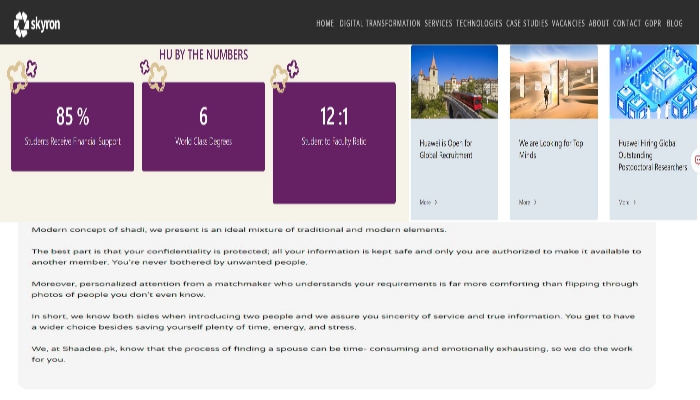 skyron
HOME DIGITAL TRANSFORMATION SERVICES TECHNOLOGIES CASE STUDIES VACANCIES ABOUT CONTACT GDPR BLOG
HU BY THE NUMBERS
85 %
Students Receive Financial Support
6
World Class Degrees
12 :1
Student to Faculty Ratio
Huawei is Open for
Global Recruitment
More >
We are Looking for Top
Minds
More >
Huawei Hiring Global
Outstanding
Postdoctoral Researchers
More >
Modern concept of shadi, we present is an ideal mixture of traditional and modern elements.
The best part is that your confidentiality is protected; all your information is kept safe and only you are authorized to make it available to
another member. You're never bothered by unwanted people.
Moreover, personalized attention from a matchmaker who understands your requirements is far more comforting than flipping through
photos of people you don't even know.
In short, we know both sides when introducing two people and we assure you sincerity of service and true information. You get to have
a wider choice besides saving yourself plenty of time, energy, and stress.
We, at Shaadee.pk, know that the process of finding a spouse can be time- consuming and emotionally exhausting, so we do the work
for you.